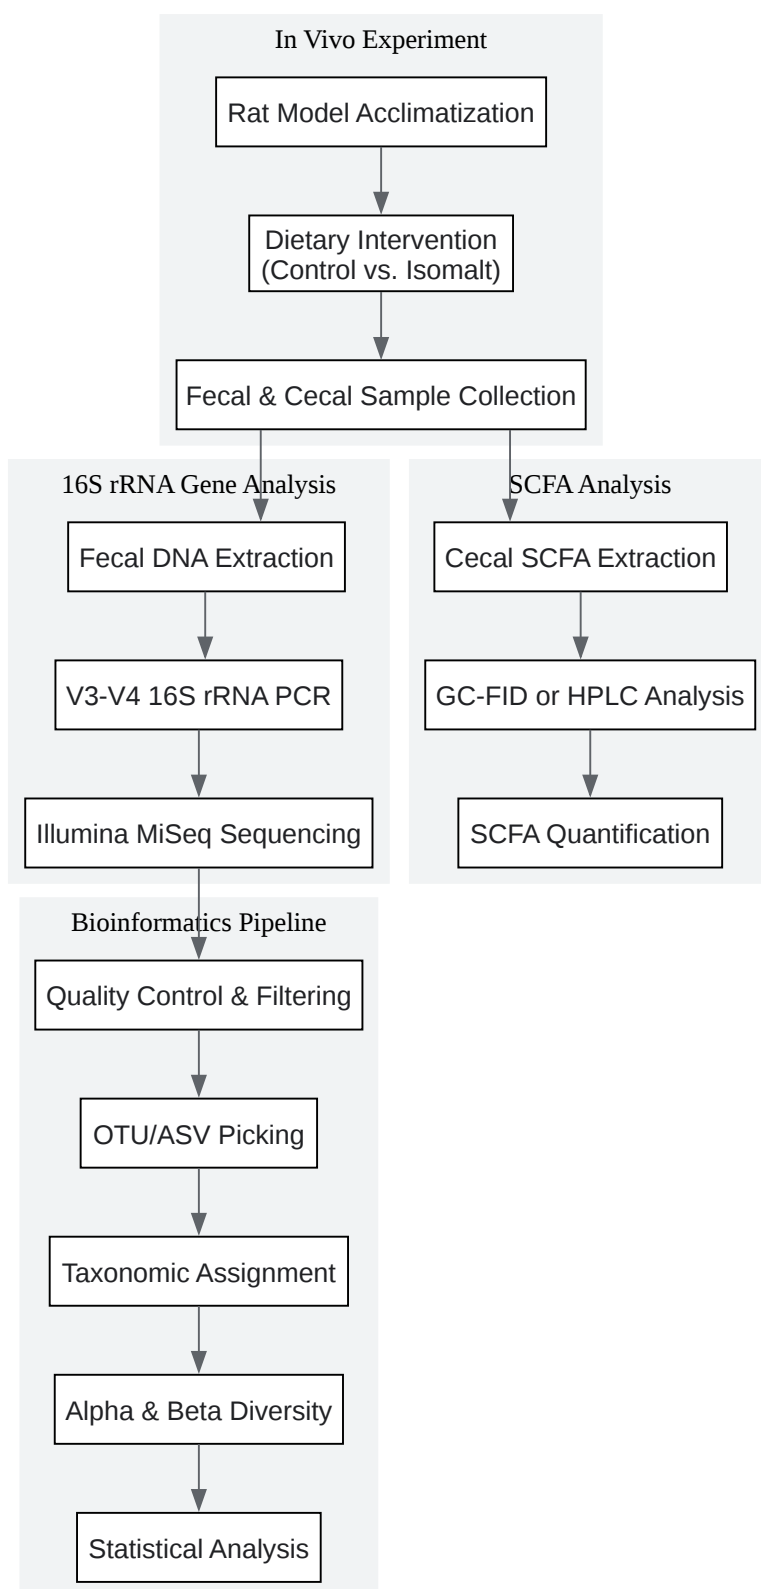 In Vivo Experiment
Rat Model Acclimatization
Dietary Intervention
(Control vs. Isomalt)
Fecal & Cecal Sample Collection
16S rRNA Gene Analysis
Fecal DNA Extraction
V3-V4 16S rRNA PCR
Illumina MiSeq Sequencing
SCFA Analysis
Cecal SCFA Extraction
GC-FID or HPLC Analysis
SCFA Quantification
Bioinformatics Pipeline
Quality Control & Filtering
OTU/ASV Picking
Taxonomic Assignment
Alpha & Beta Diversity
Statistical Analysis